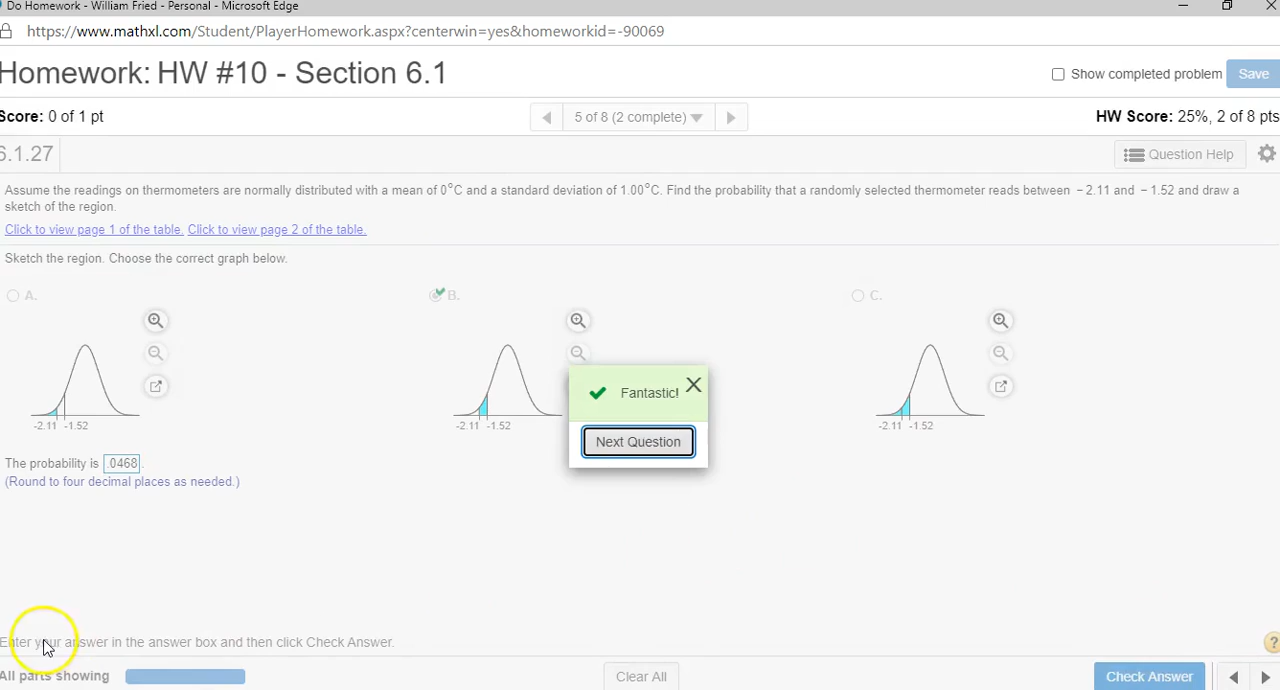 Do Homework - William Fried - Personal - Microsoft Edge
https://www.mathxl.com/Student/PlayerHomework.aspx?centerwin=yes&homeworkid=-90069
Homework: HW #10 - Section 6.1
Show completed problem
Save
Score: 0 of 1 pt
5 of 8 (2 complete)
HW Score: 25%, 2 of 8 pts
6.1.27
Question Help
Assume the readings on thermometers are normally distributed with a mean of 0°C and a standard deviation of 1.00°C. Find the probability that a randomly selected thermometer reads between −2.11 and −1.52 and draw a
sketch of the region.
Click to view page 1 of the table. Click to view page 2 of the table.
Sketch the region. Choose the correct graph below.
A.
B.
C.
-2.11 -1.52
-2.11 -1.52
-2.11 -1.52
Fantastic!
Next Question
The probability is .0468.
(Round to four decimal places as needed.)
Enter your answer in the answer box and then click Check Answer.
?
All parts showing
Clear All
Check Answer